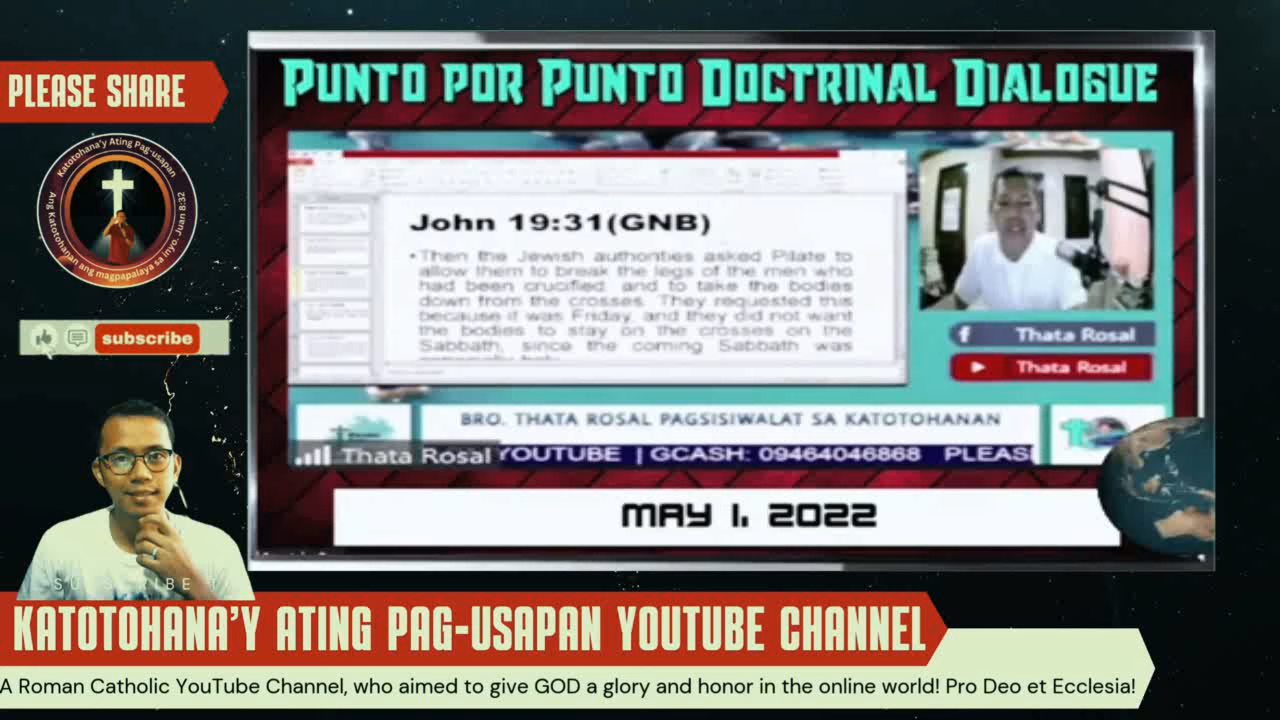 PLEASE SHARE
Katotohana'y Ating Pag-usapan
Ang Katotohanan ang magpapalaya sa inyo. Juan 8:32
subscribe
PUNTO POR PUNTO DOCTRINAL DIALOGUE
John 19:31(GNB)
• Then the Jewish authorities asked Pilate to
allow them to break the legs of the men who
had been crucified, and to take the bodies
down from the crosses. They requested this
because it was Friday, and they did not want
the bodies to stay on the crosses on the
Sabbath, since the coming Sabbath was
Thata Rosal
Thata Rosal
BRO. THATA ROSAL PAGSISIWALAT SA KATOTOHANAN
Thata Rosal
YOUTUBE | GCASH: 09464046868 PLEAS
MAY 1, 2022
KATOTOHANA'Y ATING PAG-USAPAN YOUTUBE CHANNEL
A Roman Catholic YouTube Channel, who aimed to give GOD a glory and honor in the online world! Pro Deo et Ecclesia!